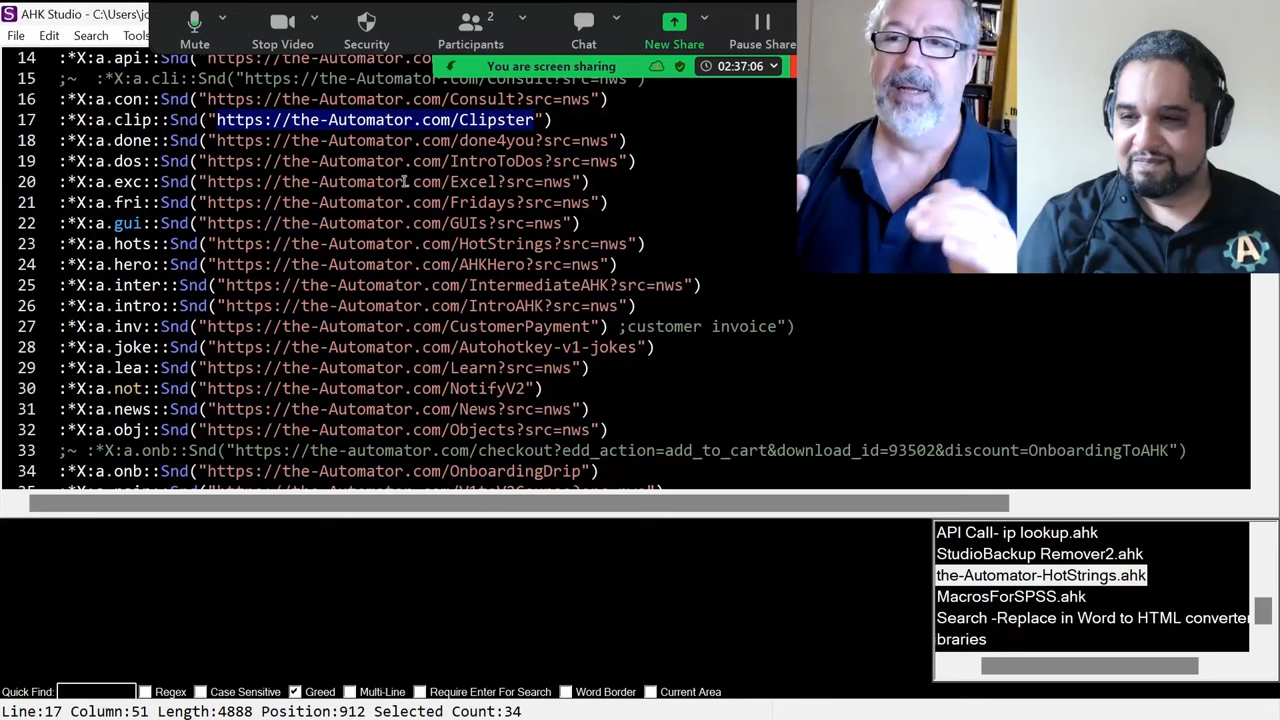 AHK Studio - C:\Users\jo
File Edit Search Tools
Mute
Stop Video
Security
2
Participants
Chat
New Share
Pause Share
You are screen sharing
02:37:06
14 :*X:a.api::Snd("https://the-Automator.co
15 ;~ :*X:a.cli::Snd("https://the-Automator.com/Consult?src=nws")
16 :*X:a.con::Snd("https://the-Automator.com/Consult?src=nws")
17 :*X:a.clip::Snd("https://the-Automator.com/Clipster")
18 :*X:a.done::Snd("https://the-Automator.com/done4you?src=nws")
19 :*X:a.dos::Snd("https://the-Automator.com/IntroToDos?src=nws")
20 :*X:a.exc::Snd("https://the-Automator.com/Excel?src=nws")
21 :*X:a.fri::Snd("https://the-Automator.com/Fridays?src=nws")
22 :*X:a.gui::Snd("https://the-Automator.com/GUIs?src=nws")
23 :*X:a.hots::Snd("https://the-Automator.com/HotStrings?src=nws")
24 :*X:a.hero::Snd("https://the-Automator.com/AHKHero?src=nws")
25 :*X:a.inter::Snd("https://the-Automator.com/IntermediateAHK?src=nws")
26 :*X:a.intro::Snd("https://the-Automator.com/IntroAHK?src=nws")
27 :*X:a.inv::Snd("https://the-Automator.com/CustomerPayment") ;customer invoice")
28 :*X:a.joke::Snd("https://the-Automator.com/Autohotkey-v1-jokes")
29 :*X:a.lea::Snd("https://the-Automator.com/Learn?src=nws")
30 :*X:a.not::Snd("https://the-Automator.com/NotifyV2")
31 :*X:a.news::Snd("https://the-Automator.com/News?src=nws")
32 :*X:a.obj::Snd("https://the-Automator.com/Objects?src=nws")
33 ;~ :*X:a.onb::Snd("https://the-automator.com/checkout?edd_action=add_to_cart&download_id=93502&discount=OnboardingToAHK")
34 :*X:a.onb::Snd("https://the-Automator.com/OnboardingDrip")
API Call- ip lookup.ahk
StudioBackup Remover2.ahk
the-Automator-HotStrings.ahk
MacrosForSPSS.ahk
Search -Replace in Word to HTML converter
braries
Quick Find: Regex Case Sensitive Greed Multi-Line Require Enter For Search Word Border Current Area
Line:17 Column:51 Length:4888 Position:912 Selected Count:34